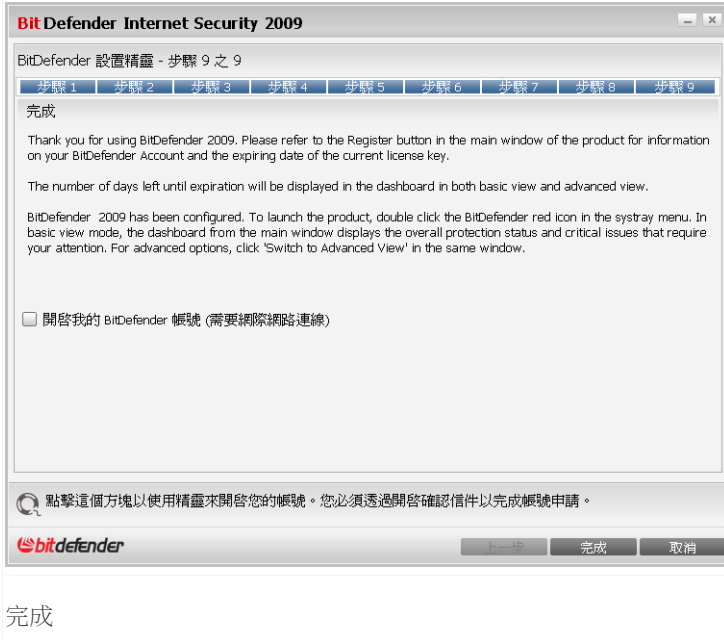 BitDefender Internet Security 2009
BitDefender 設置精靈 - 步驟 9 之 9
步驟 1 步驟 2 步驟 3 步驟 4 步驟 5 步驟 6 步驟 7 步驟 8 步驟 9
完成
Thank you for using BitDefender 2009. Please refer to the Register button in the main window of the product for information
on your BitDefender Account and the expiring date of the current license key.
The number of days left until expiration will be displayed in the dashboard in both basic view and advanced view.
BitDefender 2009 has been configured. To launch the product, double click the BitDefender red icon in the systray menu. In
basic view mode, the dashboard from the main window displays the overall protection status and critical issues that require
your attention. For advanced options, click 'Switch to Advanced View' in the same window.
開啓我的 BitDefender 帳號 (需要網際網路連線)
點擊這個方塊以使用精靈來開啓您的帳號。您必須透過開啓確認信件以完成帳號申請。
bitdefender
上一步 完成 取消
完成